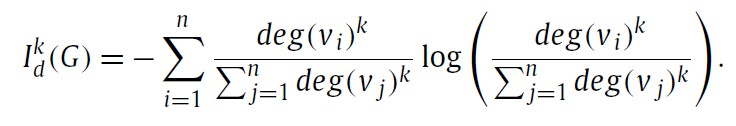 $I_d^k(G) = -\sum_{i=1}^{n} \frac{deg(v_i)^k}{\sum_{j=1}^{n} deg(v_j)^k} \log \left( \frac{deg(v_i)^k}{\sum_{j=1}^{n} deg(v_j)^k} \right).$